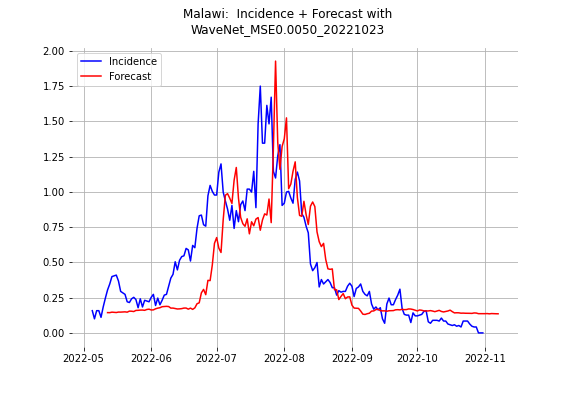 Malawi:  Incidence + Forecast with
WaveNet_MSE0.0050_20221023
Incidence
Forecast
2.00
1.75
1.50
1.25
1.00
0.75
0.50
0.25
0.00
2022-05 2022-06 2022-07 2022-08 2022-09 2022-10 2022-11